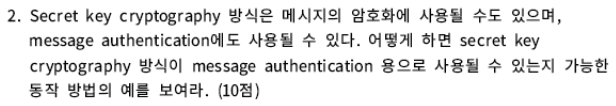 2. Secret key cryptography 방식은 메시지의 암호화에 사용될 수도 있으며,
message authentication에도 사용될 수 있다. 어떻게 하면 secret key
cryptography 방식이 message authentication 용으로 사용될 수 있는지 가능한
동작 방법의 예를 보여라. (10점)